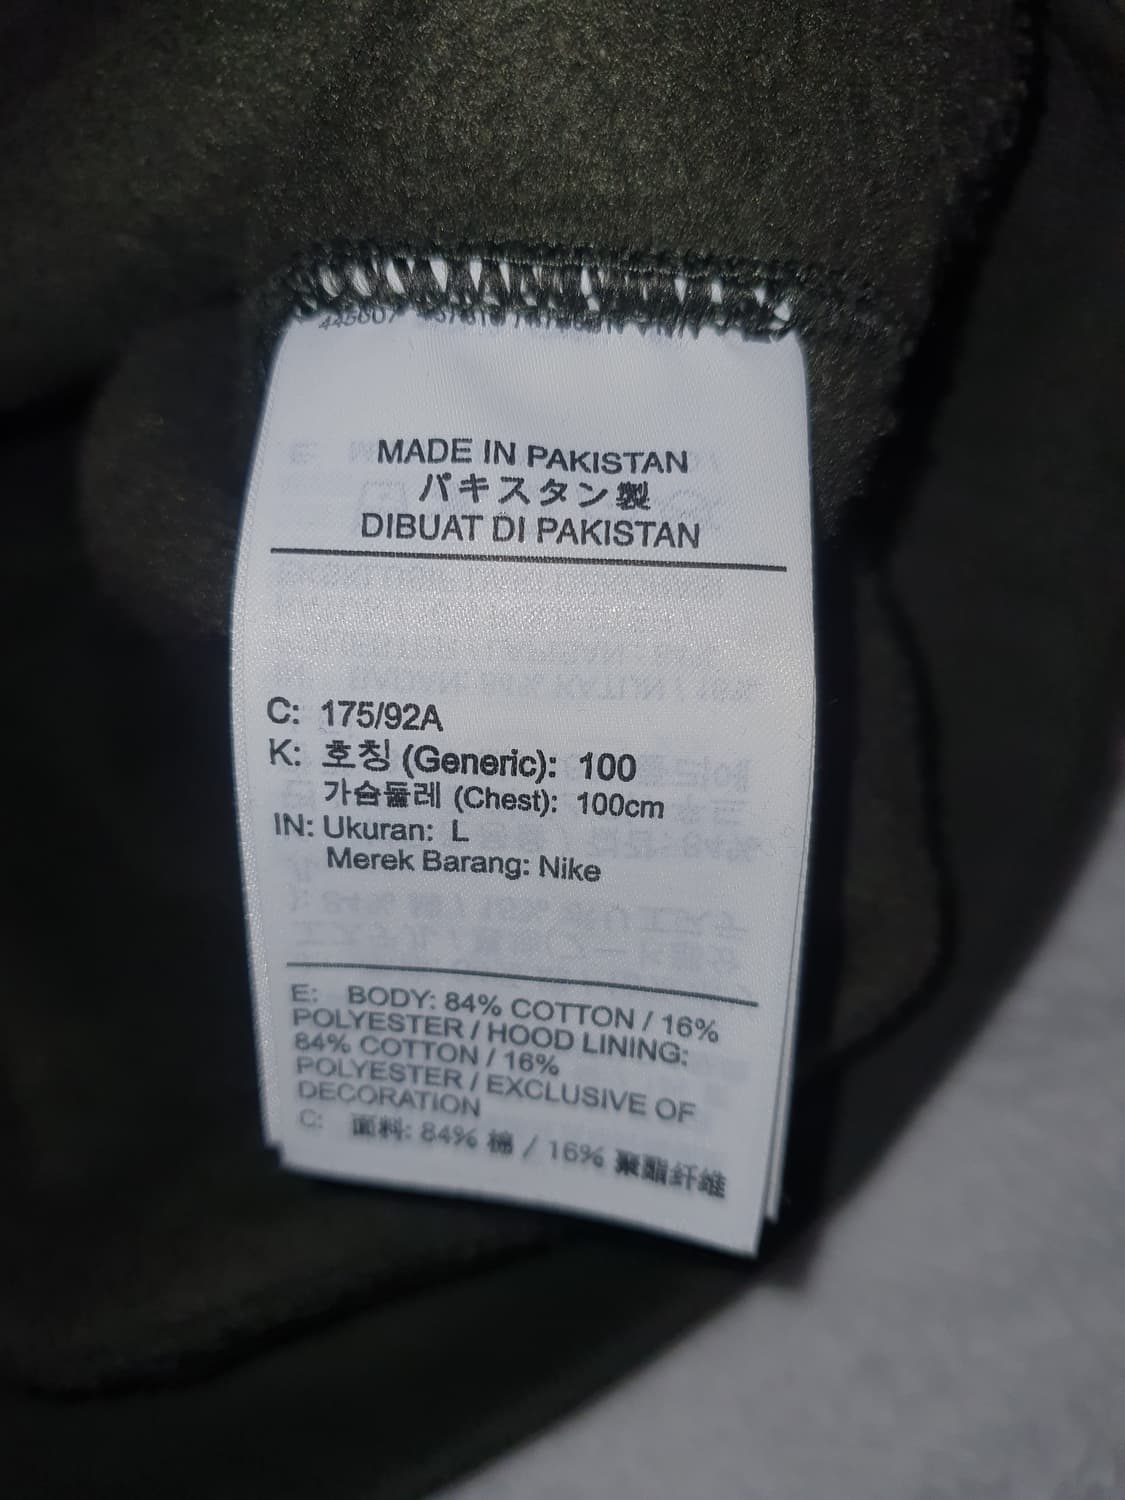 MADE IN PAKISTAN
パキスタン製
DIBUAT DI PAKISTAN
C: 175/92A
K: 호칭 (Generic): 100
가슴둘레 (Chest): 100cm
IN: Ukuran: L
Merek Barang: Nike
E: BODY: 84% COTTON / 16%
POLYESTER / HOOD LINING:
84% COTTON / 16%
POLYESTER / EXCLUSIVE OF
DECORATION
C: 面料: 84% 棉 / 16% 聚酯纤维